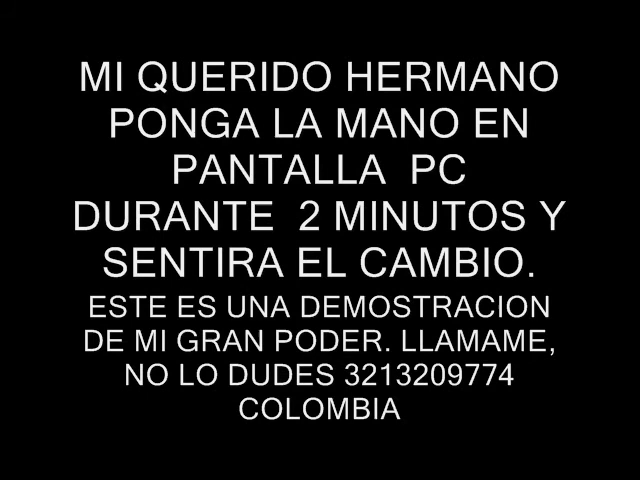 MI QUERIDO HERMANO
PONGA LA MANO EN
PANTALLA PC
DURANTE 2 MINUTOS Y
SENTIRA EL CAMBIO.
ESTE ES UNA DEMOSTRACION
DE MI GRAN PODER. LLAMAME,
NO LO DUDES 3213209774
COLOMBIA